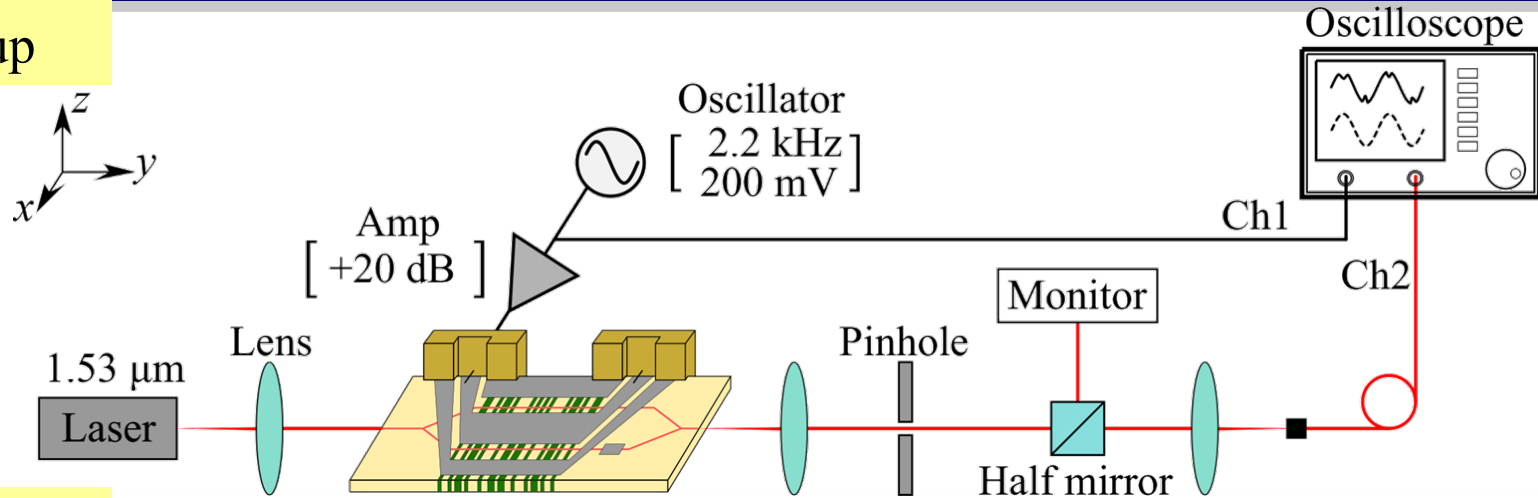 up
Oscilloscope
z
y
x
Oscillator
[ 2.2 kHz
200 mV ]
Amp
[ +20 dB ]
Ch1
Ch2
Monitor
Lens
Pinhole
1.53 μm
Laser
Half mirror